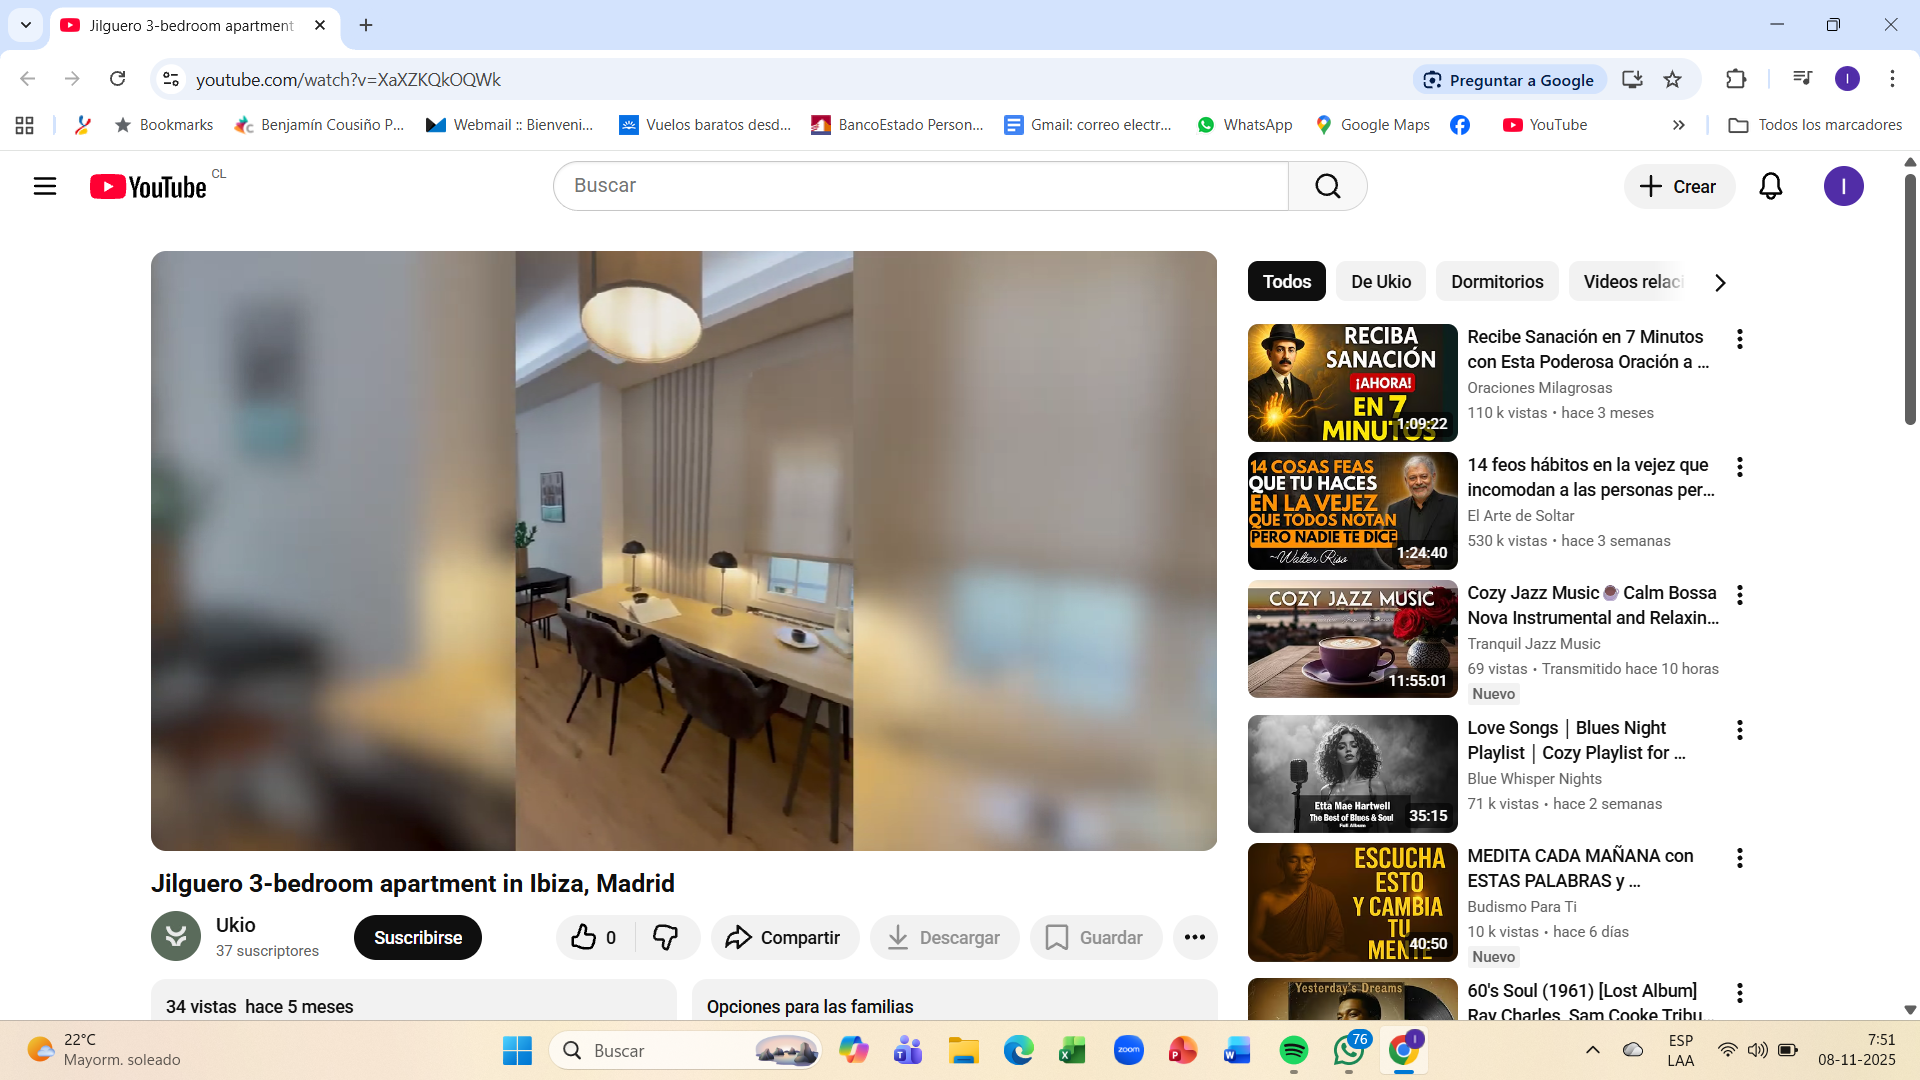 Jilguero 3-bedroom apartment
youtube.com/watch?v=XaXZKQkOQWk
Preguntar a Google
Bookmarks
Benjamín Cousiño P...
Webmail :: Bienveni...
Vuelos baratos desd...
BancoEstado Person...
Gmail: correo electr...
WhatsApp
Google Maps
YouTube
Todos los marcadores
YouTube CL
Buscar
Crear
I
Todos
De Ukio
Dormitorios
Videos relaci
RECIBA
SANACIÓN
¡AHORA!
EN 7
MINUTOS
1:09:22
Recibe Sanación en 7 Minutos
con Esta Poderosa Oración a ...
Oraciones Milagrosas
110 k vistas • hace 3 meses
14 COSAS FEAS
QUE TU HACES
EN LA VEJEZ
QUE TODOS NOTAN
PERO NADIE TE DICE
~Walter Riso
1:24:40
14 feos hábitos en la vejez que
incomodan a las personas per...
El Arte de Soltar
530 k vistas • hace 3 semanas
COZY JAZZ MUSIC
11:55:01
Cozy Jazz Music☕ Calm Bossa
Nova Instrumental and Relaxin...
Tranquil Jazz Music
69 vistas • Transmitido hace 10 horas
Nuevo
Etta Mae Hartwell
The Best of Blues & Soul
Full Album
35:15
Love Songs │ Blues Night
Playlist │ Cozy Playlist for ...
Blue Whisper Nights
71 k vistas • hace 2 semanas
ESCUCHA
ESTO
Y CAMBIA
TU
MENTE
40:50
MEDITA CADA MAÑANA con
ESTAS PALABRAS y ...
Budismo Para Ti
10 k vistas • hace 6 días
Nuevo
Yesterday's Dreams
60's Soul (1961) [Lost Album]
Ray Charles, Sam Cooke Tribu...
Jilguero 3-bedroom apartment in Ibiza, Madrid
Ukio
37 suscriptores
Suscribirse
0
Compartir
Descargar
Guardar
34 vistas hace 5 meses
Opciones para las familias
22°C
Mayorm. soleado
Buscar
zoom
76
ESP
LAA
7:51
08-11-2025